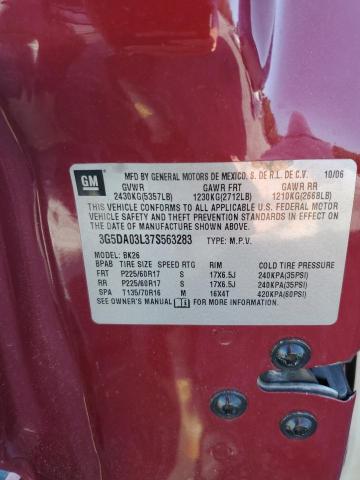 GM
MFD BY GENERAL MOTORS DE MEXICO, S. DE R.L. DE C.V. 10/06
GVWR GAWR FRT GAWR RR
2430KG(5357LB) 1230KG(2712LB) 1210KG(2668LB)
THIS VEHICLE CONFORMS TO ALL APPLICABLE U.S. FEDERAL MOTOR
VEHICLE SAFETY AND THEFT PREVENTION STANDARDS IN EFFECT ON THE
DATE OF MANUFACTURE SHOWN ABOVE.
3G5DA03L37S563283 TYPE: M.P.V.
MODEL: BK26
BPAB TIRE SIZE SPEED RTG RIM COLD TIRE PRESSURE
FRT P225/60R17 S 17X6.5J 240KPA(35PSI)
RR P225/60R17 S 17X6.5J 240KPA(35PSI)
SPA T135/70R16 M 16X4T 420KPA(60PSI)
SEE OWNER'S MANUAL FOR ADDITIONAL INFORMATION.